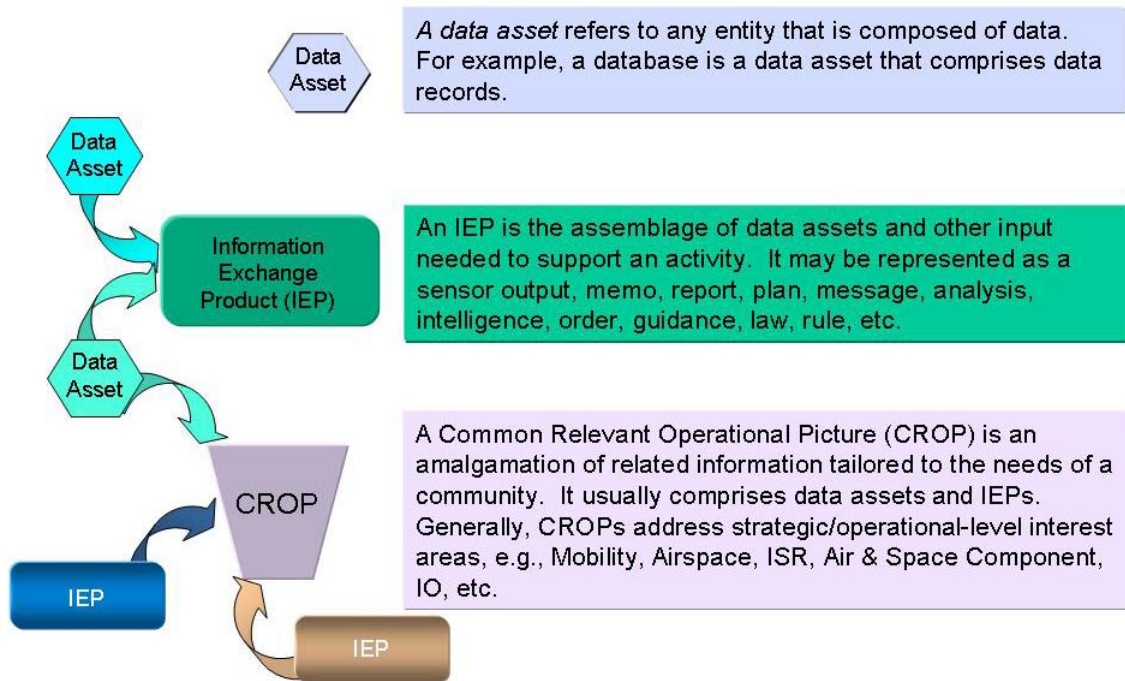 Data
Asset
A data asset refers to any entity that is composed of data.
For example, a database is a data asset that comprises data
records.
Data
Asset
Information
Exchange
Product (IEP)
An IEP is the assemblage of data assets and other input
needed to support an activity.  It may be represented as a
sensor output, memo, report, plan, message, analysis,
intelligence, order, guidance, law, rule, etc.
Data
Asset
A Common Relevant Operational Picture (CROP) is an
amalgamation of related information tailored to the needs of a
community.  It usually comprises data assets and IEPs.
Generally, CROPs address strategic/operational-level interest
areas, e.g., Mobility, Airspace, ISR, Air & Space Component,
IO, etc.
CROP
IEP
IEP